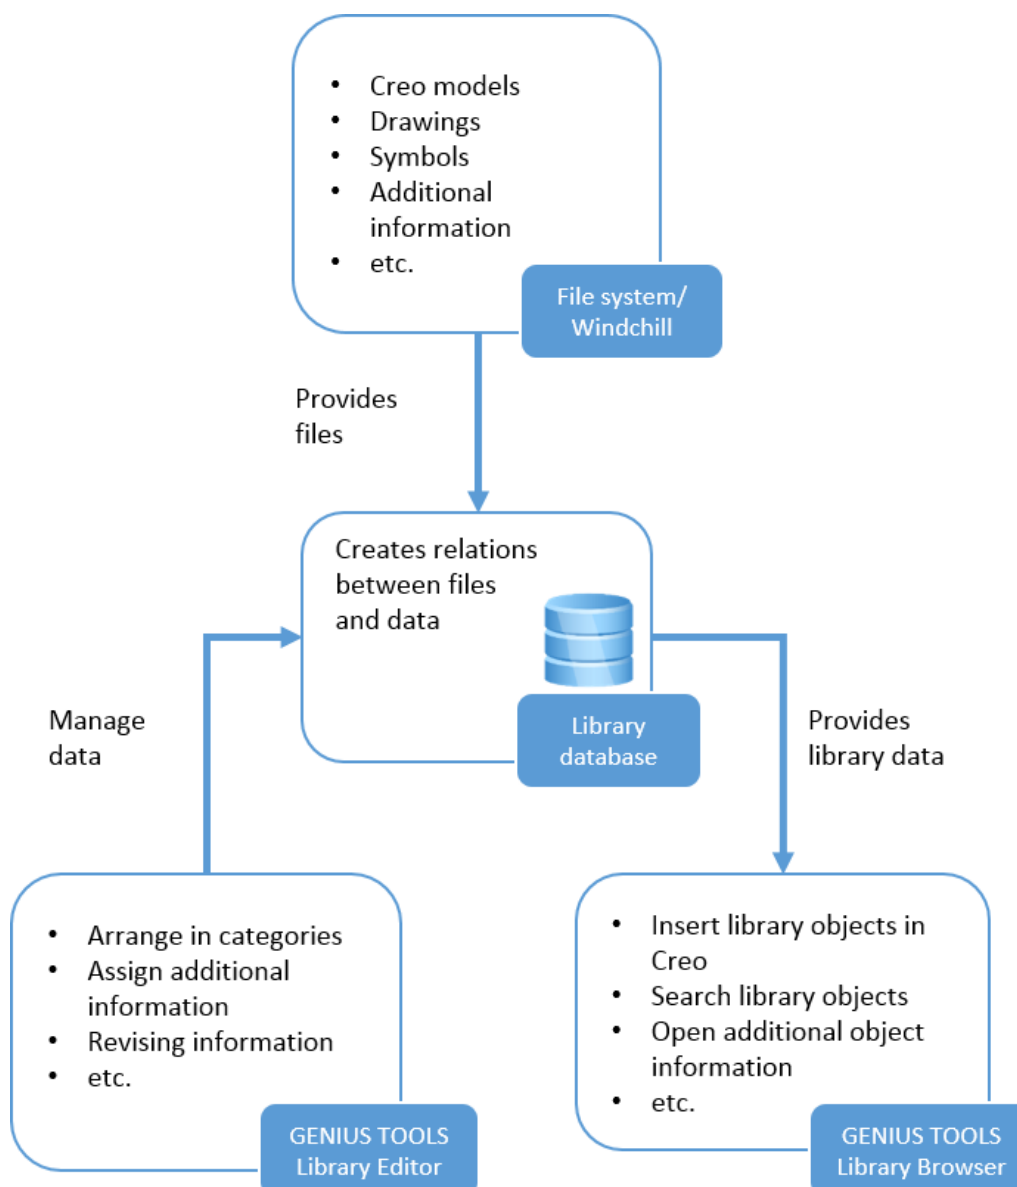 • Creo models
• Drawings
• Symbols
• Additional
information
• etc.
File system/
Windchill
Provides
files
Creates relations
between files
and data
Library
database
Manage
data
Provides
library data
• Arrange in categories
• Assign additional
information
• Revising information
• etc.
GENIUS TOOLS
Library Editor
• Insert library objects in
Creo
• Search library objects
• Open additional object
information
• etc.
GENIUS TOOLS
Library Browser